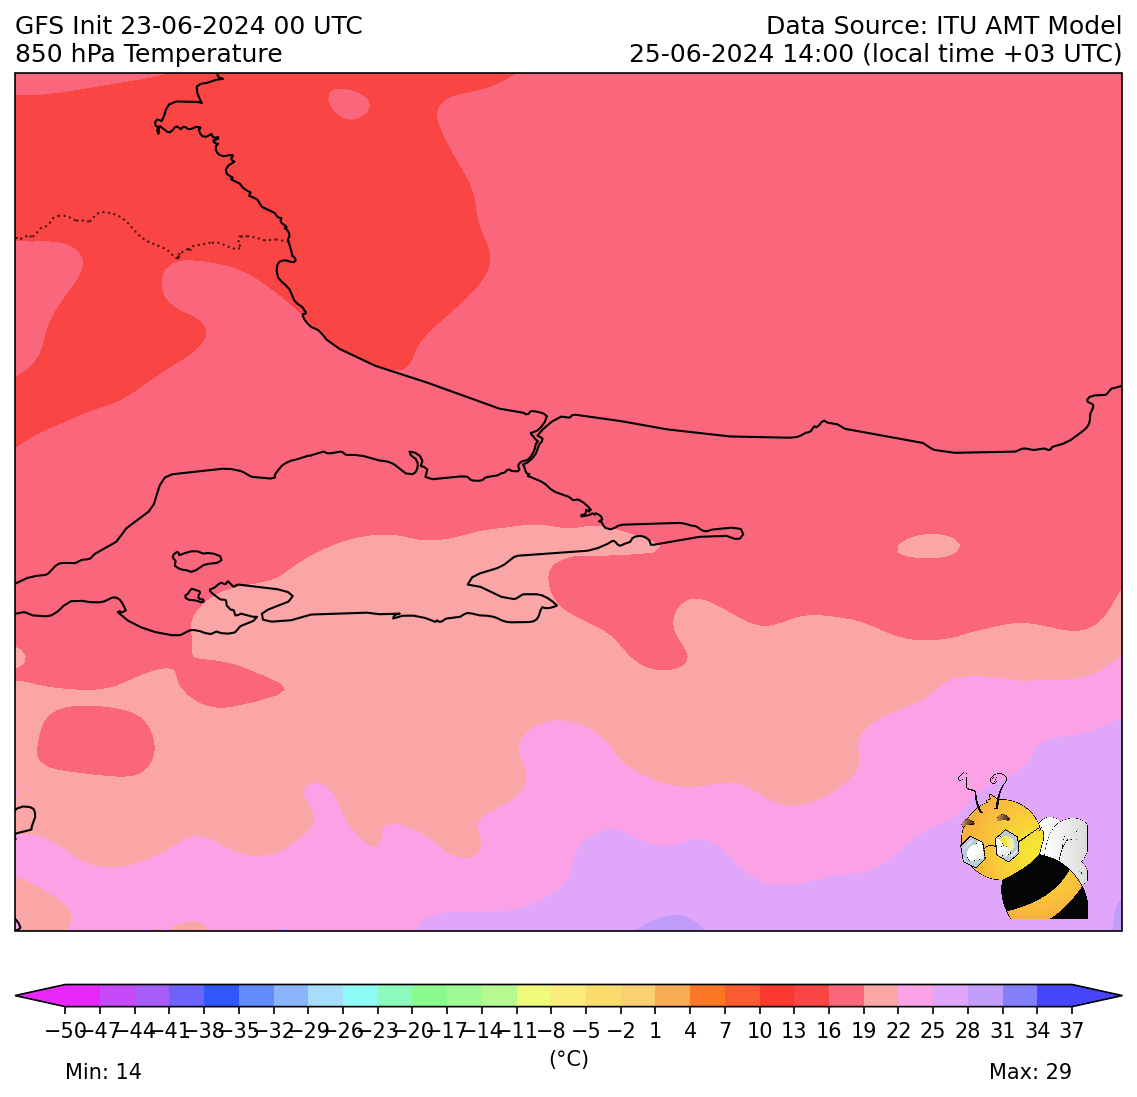 GFS Init 23-06-2024 00 UTC
Data Source: ITU AMT Model
850 hPa Temperature
25-06-2024 14:00 (local time +03 UTC)
−50 −47 −44 −41 −38 −35 −32 −29 −26 −23 −20 −17 −14 −11 −8 −5 −2 1 4 7 10 13 16 19 22 25 28 31 34 37
(°C)
Min: 14
Max: 29